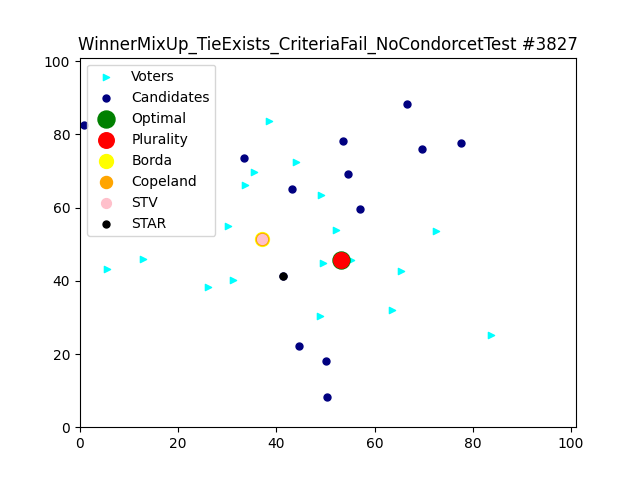 WinnerMixUp_TieExists_CriteriaFail_NoCondorcetTest #3827
100
80
60
40
20
0
Voters
Candidates
Optimal
Plurality
Borda
Copeland
STV
STAR
0
20
40
60
80
100